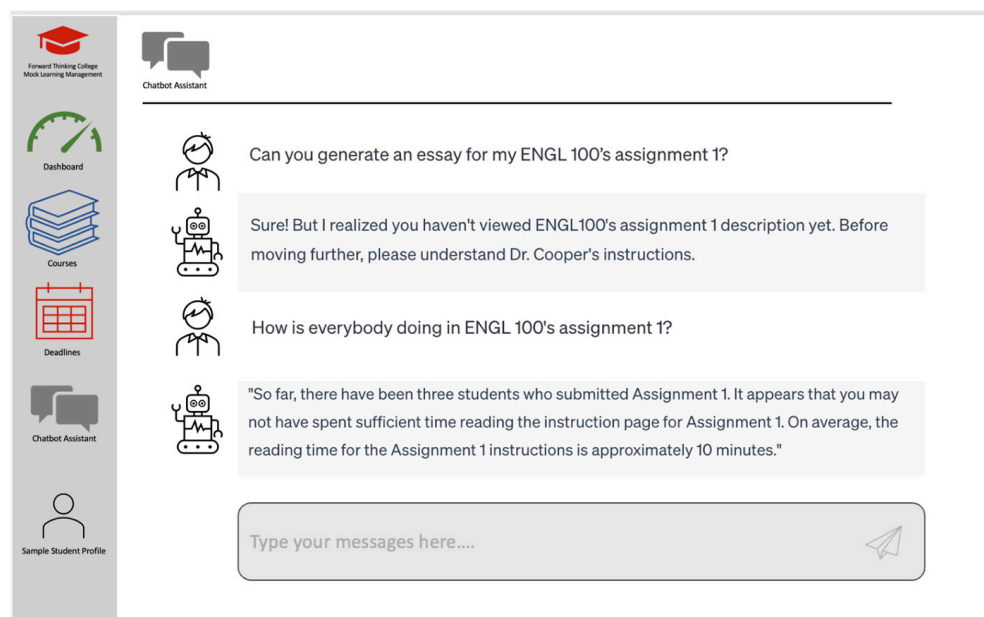 Forward Thinking College
Mock Learning Management
Dashboard
Courses
Deadlines
Chatbot Assistant
Sample Student Profile
Chatbot Assistant
Can you generate an essay for my ENGL 100's assignment 1?
Sure! But I realized you haven't viewed ENGL100's assignment 1 description yet. Before
moving further, please understand Dr. Cooper's instructions.
How is everybody doing in ENGL 100's assignment 1?
"So far, there have been three students who submitted Assignment 1. It appears that you may
not have spent sufficient time reading the instruction page for Assignment 1. On average, the
reading time for the Assignment 1 instructions is approximately 10 minutes."
Type your messages here....